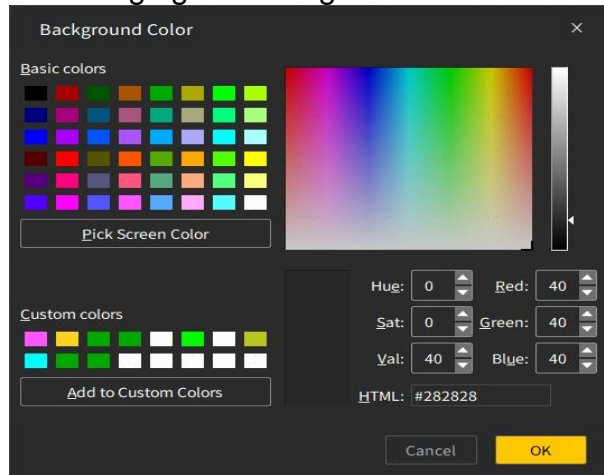 Background Color
Basic colors
Pick Screen Color
Custom colors
Add to Custom Colors
Hue: 0 Red: 40
Sat: 0 Green: 40
Val: 40 Blue: 40
HTML: #282828
Cancel OK